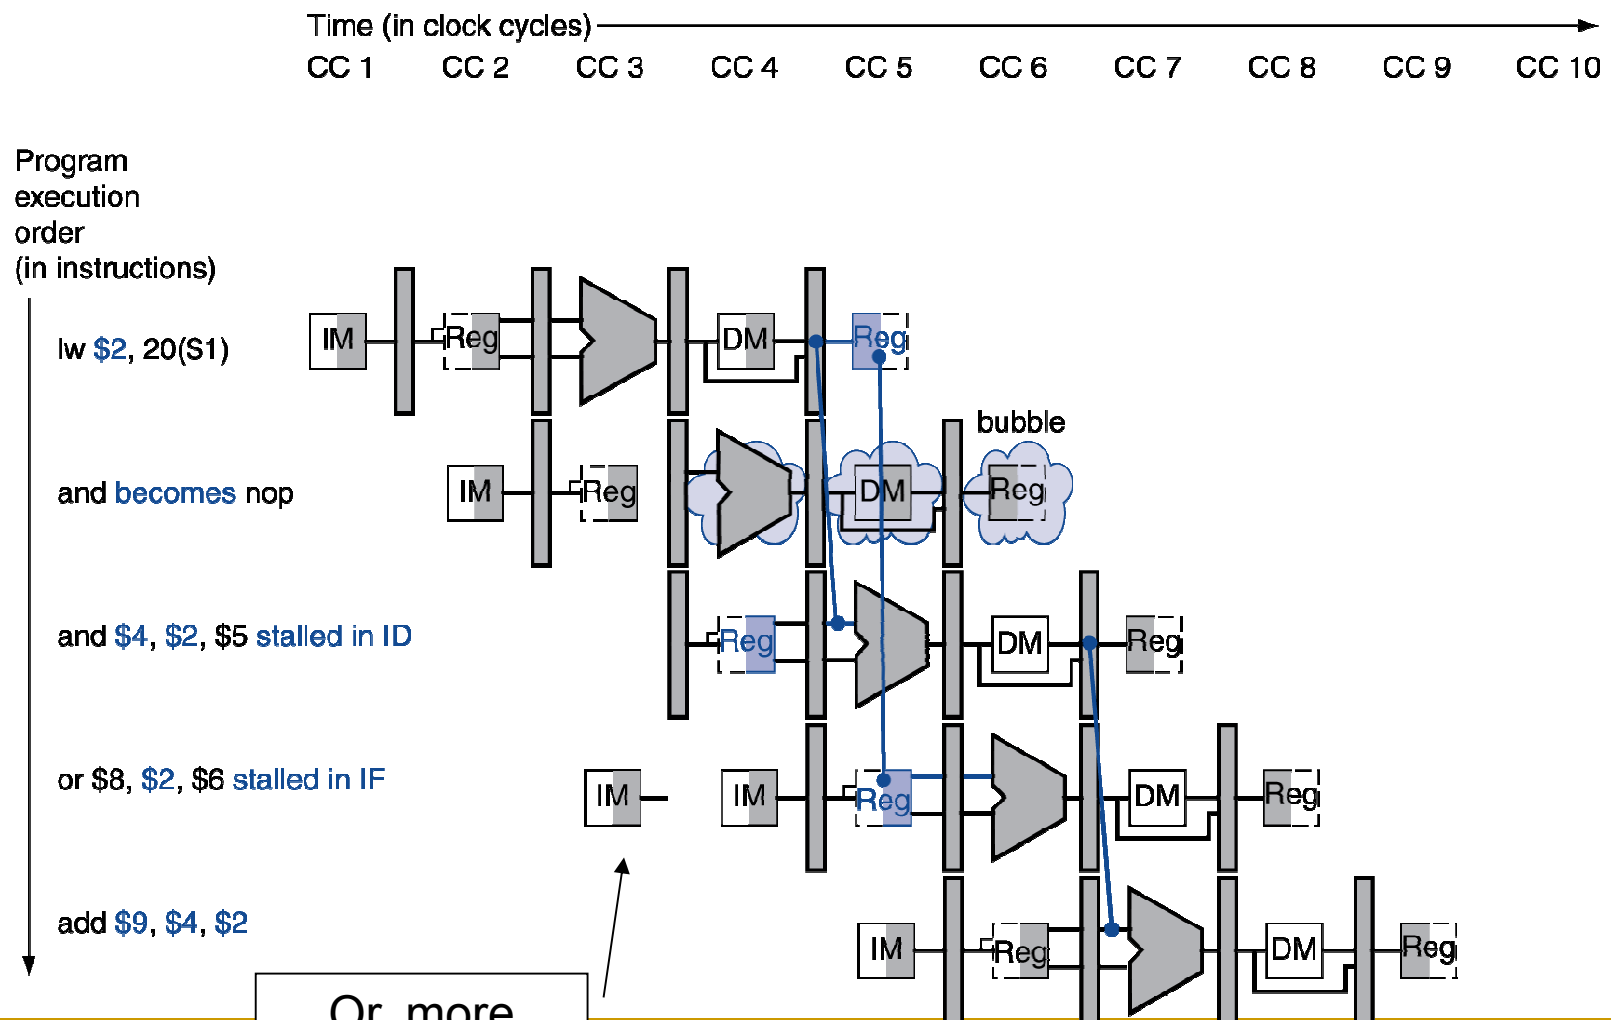 Time (in clock cycles)
CC 1 CC 2 CC 3 CC 4 CC 5 CC 6 CC 7 CC 8 CC 9 CC 10
Program
execution
order
(in instructions)
lw $2, 20(S1)
IM Reg DM Reg
bubble
and becomes nop
IM Reg DM Reg
and $4, $2, $5 stalled in ID
Reg DM Reg
or $8, $2, $6 stalled in IF
IM IM Reg DM Reg
add $9, $4, $2
IM Reg DM Reg
Or, more